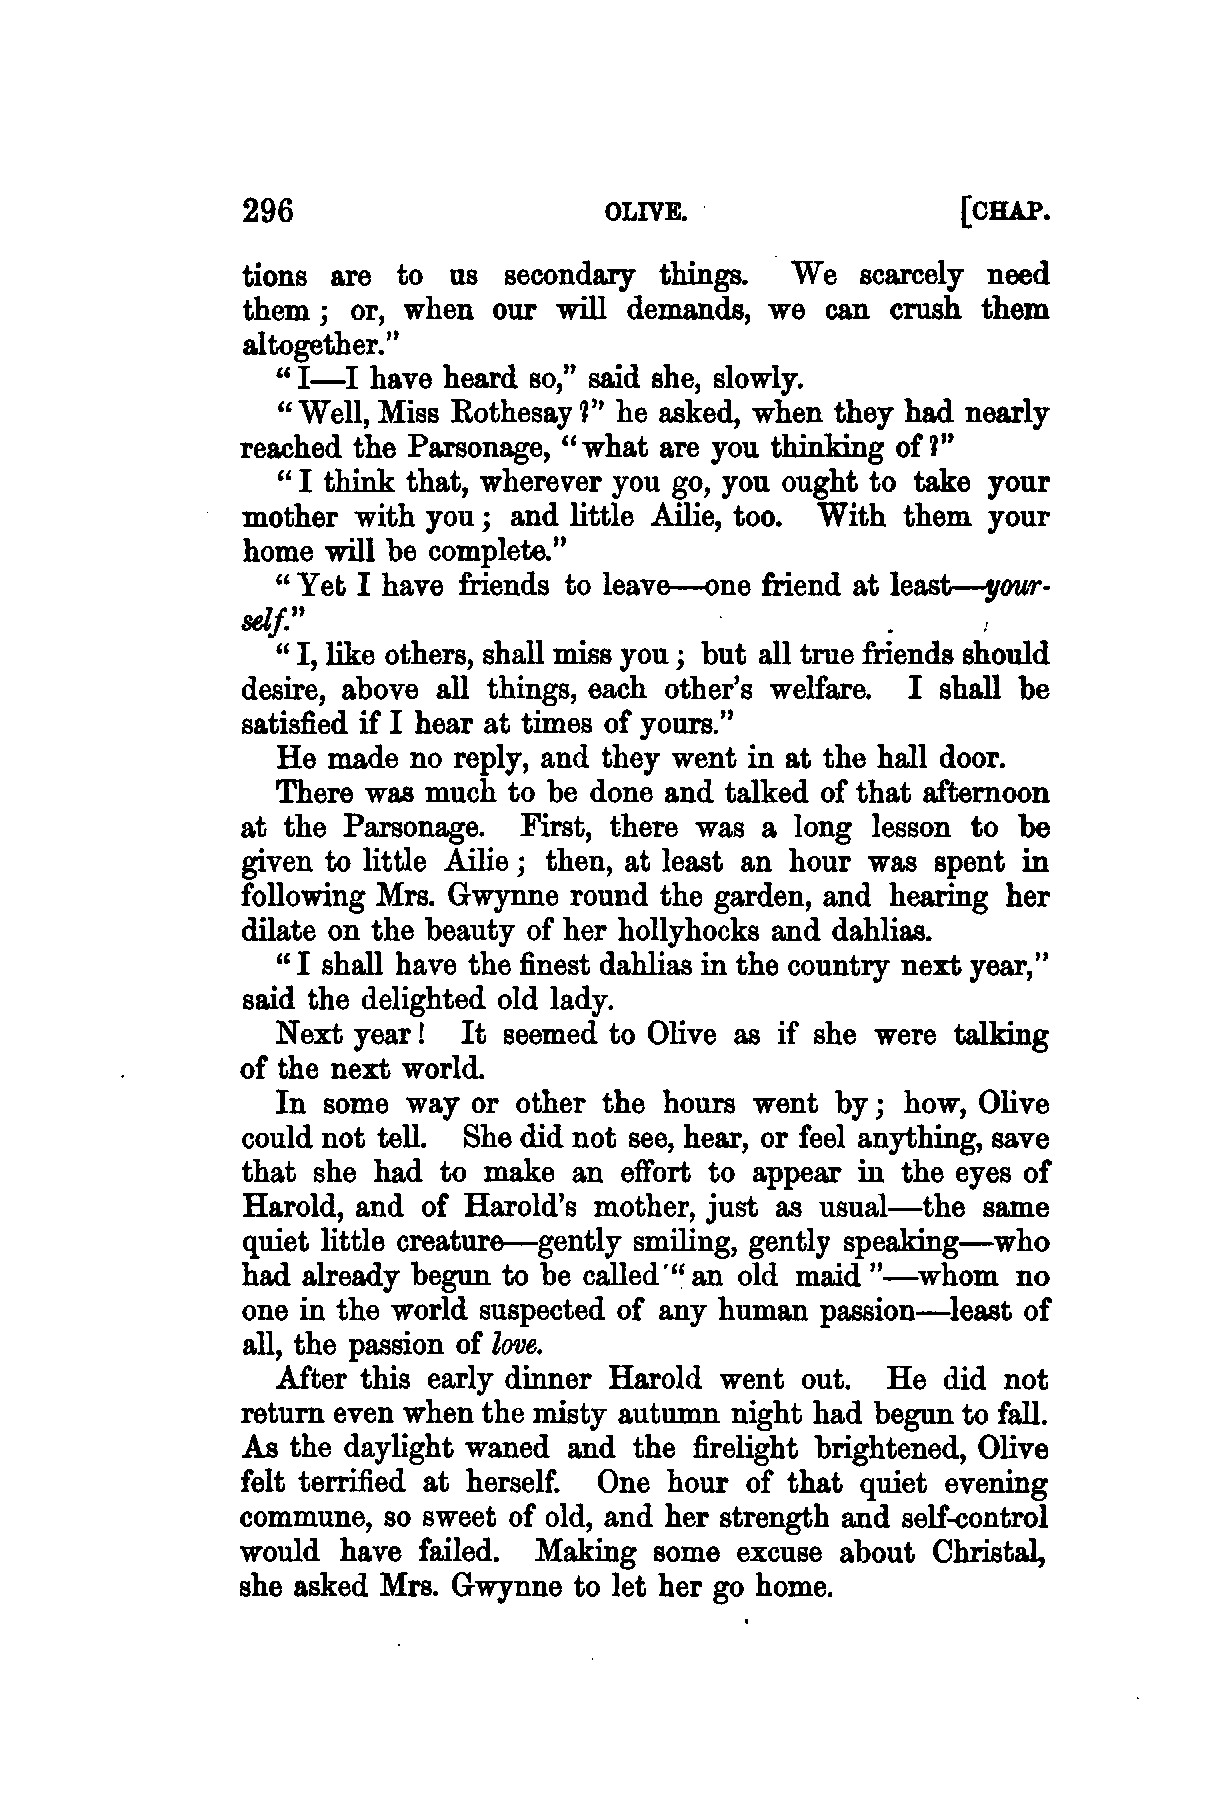 296 OLIVE. [CHAP.
tions are to us secondary things. We scarcely need
them ; or, when our will demands, we can crush them
altogether."
" I—I have heard so," said she, slowly.
" Well, Miss Rothesay ?" he asked, when they had nearly
reached the Parsonage, " what are you thinking of ?"
" I think that, wherever you go, you ought to take your
mother with you ; and little Ailie, too. With them your
home will be complete."
" Yet I have friends to leave—one friend at least—your-
self."
" I, like others, shall miss you ; but all true friends should
desire, above all things, each other's welfare. I shall be
satisfied if I hear at times of yours."
He made no reply, and they went in at the hall door.
There was much to be done and talked of that afternoon
at the Parsonage. First, there was a long lesson to be
given to little Ailie ; then, at least an hour was spent in
following Mrs. Gwynne round the garden, and hearing her
dilate on the beauty of her hollyhocks and dahlias.
" I shall have the finest dahlias in the country next year,"
said the delighted old lady.
Next year ! It seemed to Olive as if she were talking
of the next world.
In some way or other the hours went by ; how, Olive
could not tell. She did not see, hear, or feel anything, save
that she had to make an effort to appear in the eyes of
Harold, and of Harold's mother, just as usual—the same
quiet little creature—gently smiling, gently speaking—who
had already begun to be called " an old maid "—whom no
one in the world suspected of any human passion—least of
all, the passion of love.
After this early dinner Harold went out. He did not
return even when the misty autumn night had begun to fall.
As the daylight waned and the firelight brightened, Olive
felt terrified at herself. One hour of that quiet evening
commune, so sweet of old, and her strength and self-control
would have failed. Making some excuse about Christal,
she asked Mrs. Gwynne to let her go home.